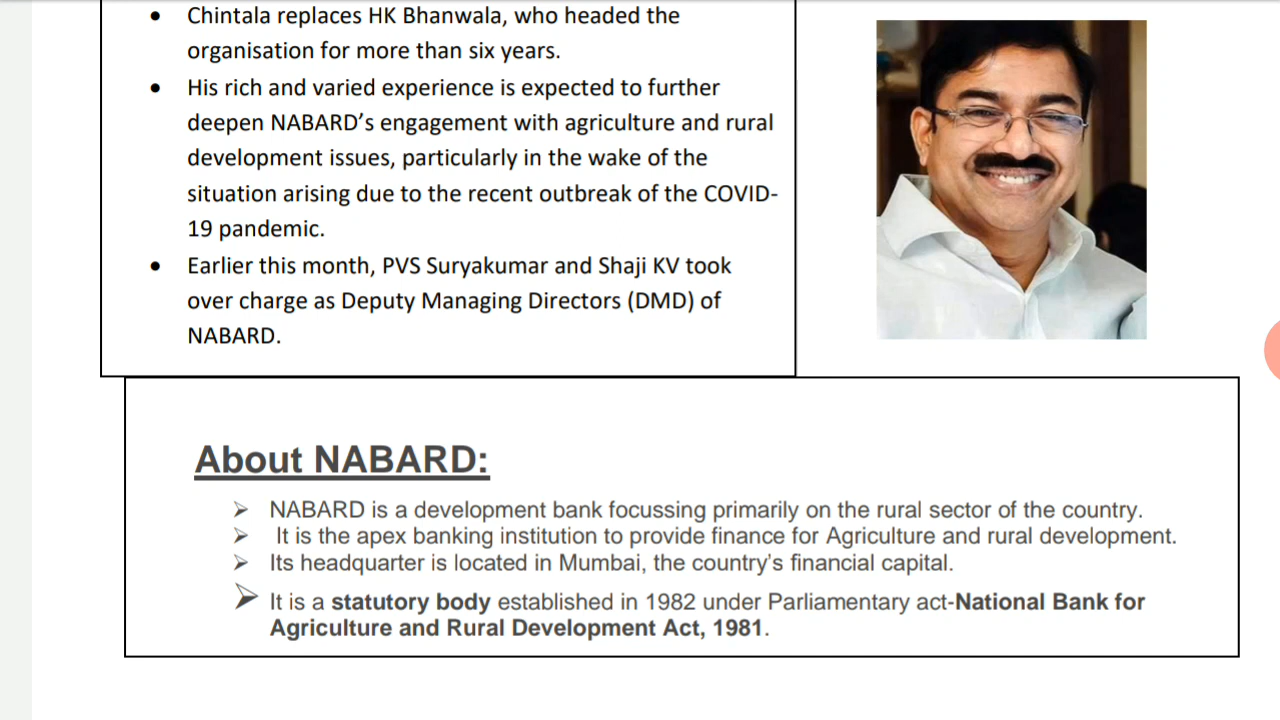 Chintala replaces HK Bhanwala, who headed the
organisation for more than six years.
His rich and varied experience is expected to further
deepen NABARD’s engagement with agriculture and rural
development issues, particularly in the wake of the
situation arising due to the recent outbreak of the COVID-
19 pandemic.
Earlier this month, PVS Suryakumar and Shaji KV took
over charge as Deputy Managing Directors (DMD) of
NABARD.
About NABARD:
NABARD is a development bank focussing primarily on the rural sector of the country.
It is the apex banking institution to provide finance for Agriculture and rural development.
Its headquarter is located in Mumbai, the country’s financial capital.
It is a statutory body established in 1982 under Parliamentary act-National Bank for
Agriculture and Rural Development Act, 1981.